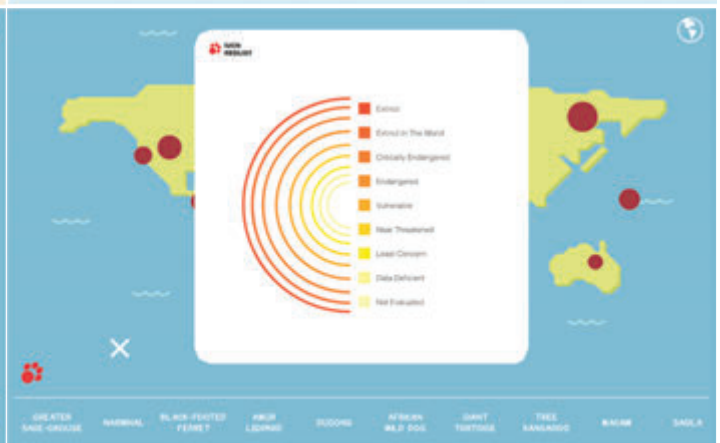 IUCN
REDLIST
Extinct
Extinct In The World
Critically Endangered
Endangered
Vulnerable
Near Threatened
Least Concern
Data Deficient
Not Evaluated
GREATER
SAGE-GROUSE
NARWHAL
BLACK-FOOTED
FERRET
AMUR
LEOPARD
DUGONG
AFRICAN
WILD DOG
GIANT
TORTOISE
TREE
KANGAROO
SAOLA